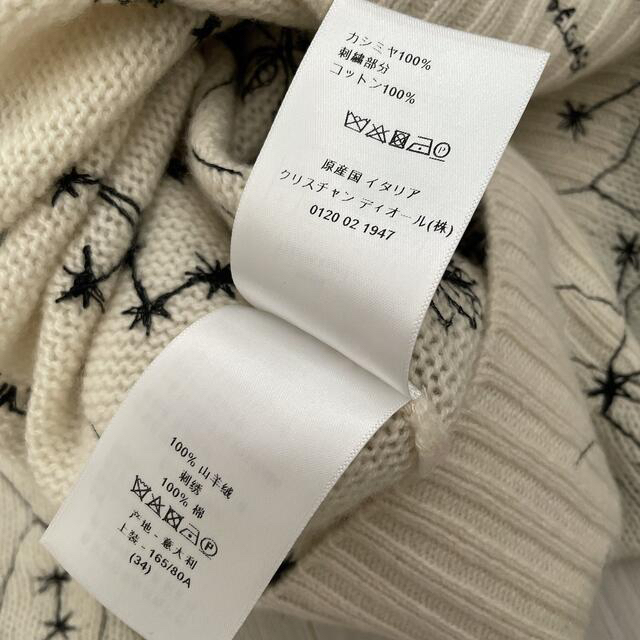 カシミヤ100%
刺繍部分
コットン100%
原産国 イタリア
クリスチャン ディオール(株)
0120 02 1947
100% 山羊绒
刺绣
100% 棉
产地 - 意大利
上装 : 165/80A
(34)